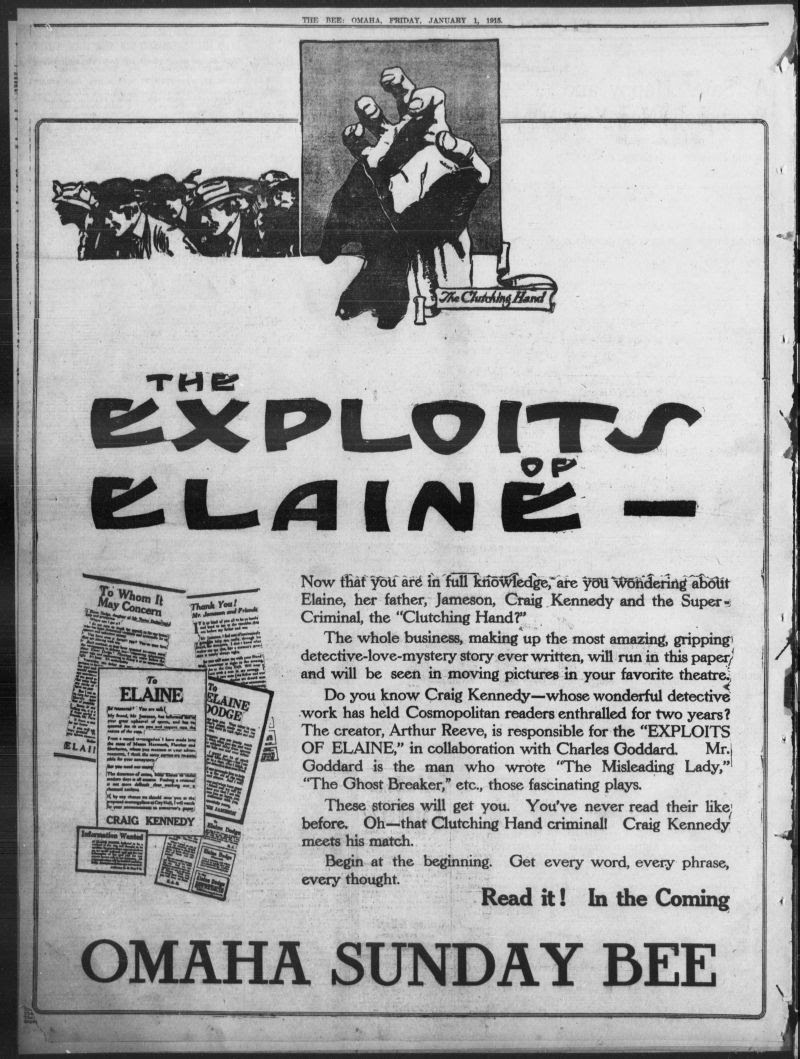 THE BEE: OMAHA, FRIDAY, JANUARY 1, 1915.
The Clutching Hand
THE
EXPLOITS
OF
ELAINE—
To Whom It
May Concern
Thank You!
Mr. Jameson and Friends
To
ELAINE
To
ELAINE
DODGE
CRAIG KENNEDY
Information Wanted
Now that you are in full knowledge, are you wondering about
Elaine, her father, Jameson, Craig Kennedy and the Super-
Criminal, the "Clutching Hand?"
The whole business, making up the most amazing, gripping
detective-love-mystery story ever written, will run in this paper
and will be seen in moving pictures in your favorite theatre.
Do you know Craig Kennedy—whose wonderful detective
work has held Cosmopolitan readers enthralled for two years?
The creator, Arthur Reeve, is responsible for the "EXPLOITS
OF ELAINE," in collaboration with Charles Goddard. Mr.
Goddard is the man who wrote "The Misleading Lady,"
"The Ghost Breaker," etc., those fascinating plays.
These stories will get you. You've never read their like
before. Oh—that Clutching Hand criminal! Craig Kennedy
meets his match.
Begin at the beginning. Get every word, every phrase,
every thought.
Read it! In the Coming
OMAHA SUNDAY BEE